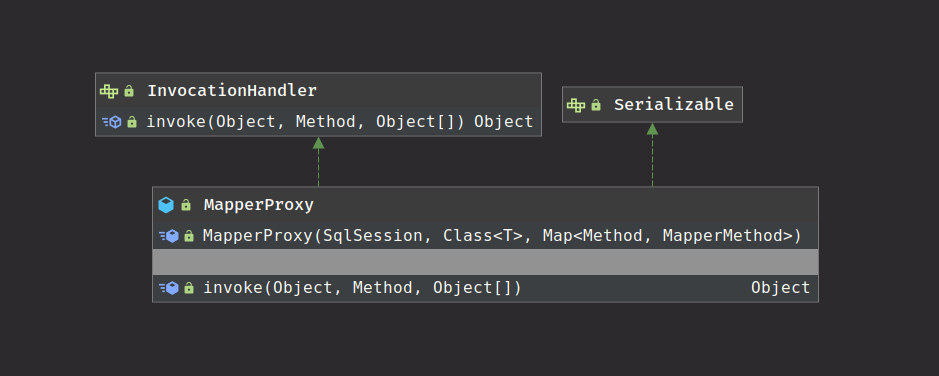 InvocationHandler
invoke(Object, Method, Object[]) Object
Serializable
MapperProxy
MapperProxy(SqlSession, Class<T>, Map<Method, MapperMethod>)
invoke(Object, Method, Object[]) Object